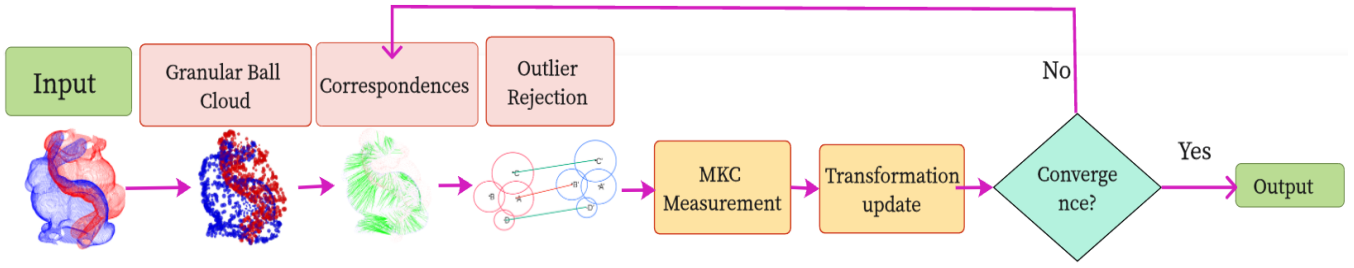 Input
Granular Ball
Cloud
Correspondences
Outlier
Rejection
MKC
Measurement
Transformation
update
Converge
nce?
No
Yes
Output